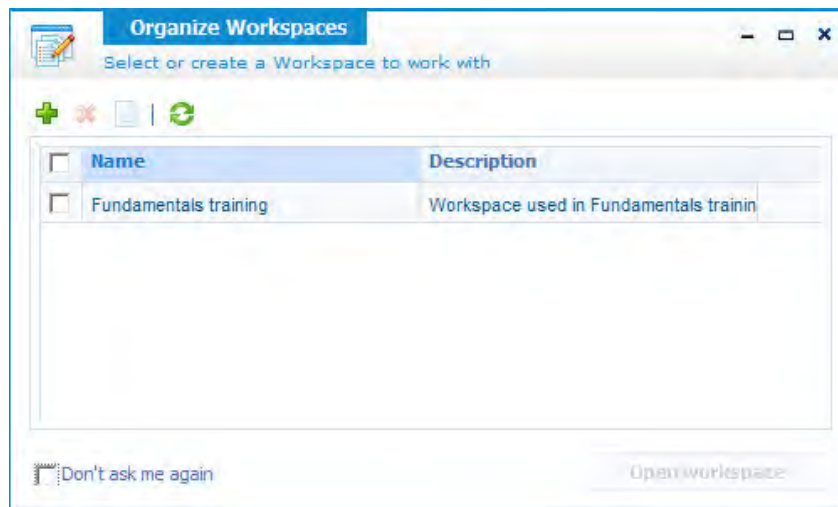 Organize Workspaces
Select or create a Workspace to work with
Name Description
Fundamentals training Workspace used in Fundamentals trainin
Don't ask me again Open workspace